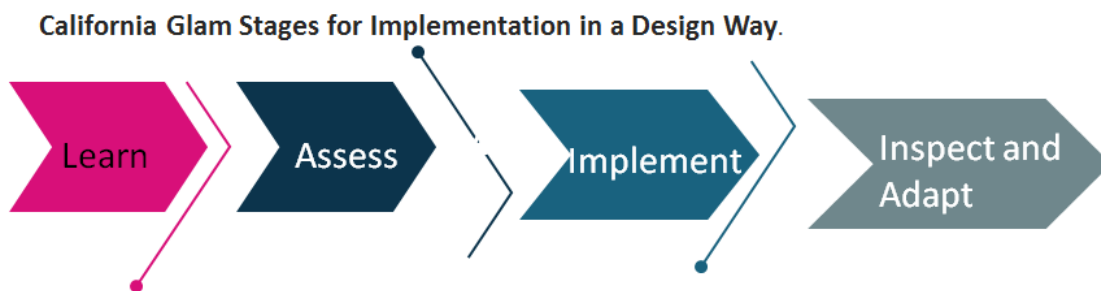 California Glam Stages for Implementation in a Design Way.
Learn
Assess
Implement
Inspect and
Adapt